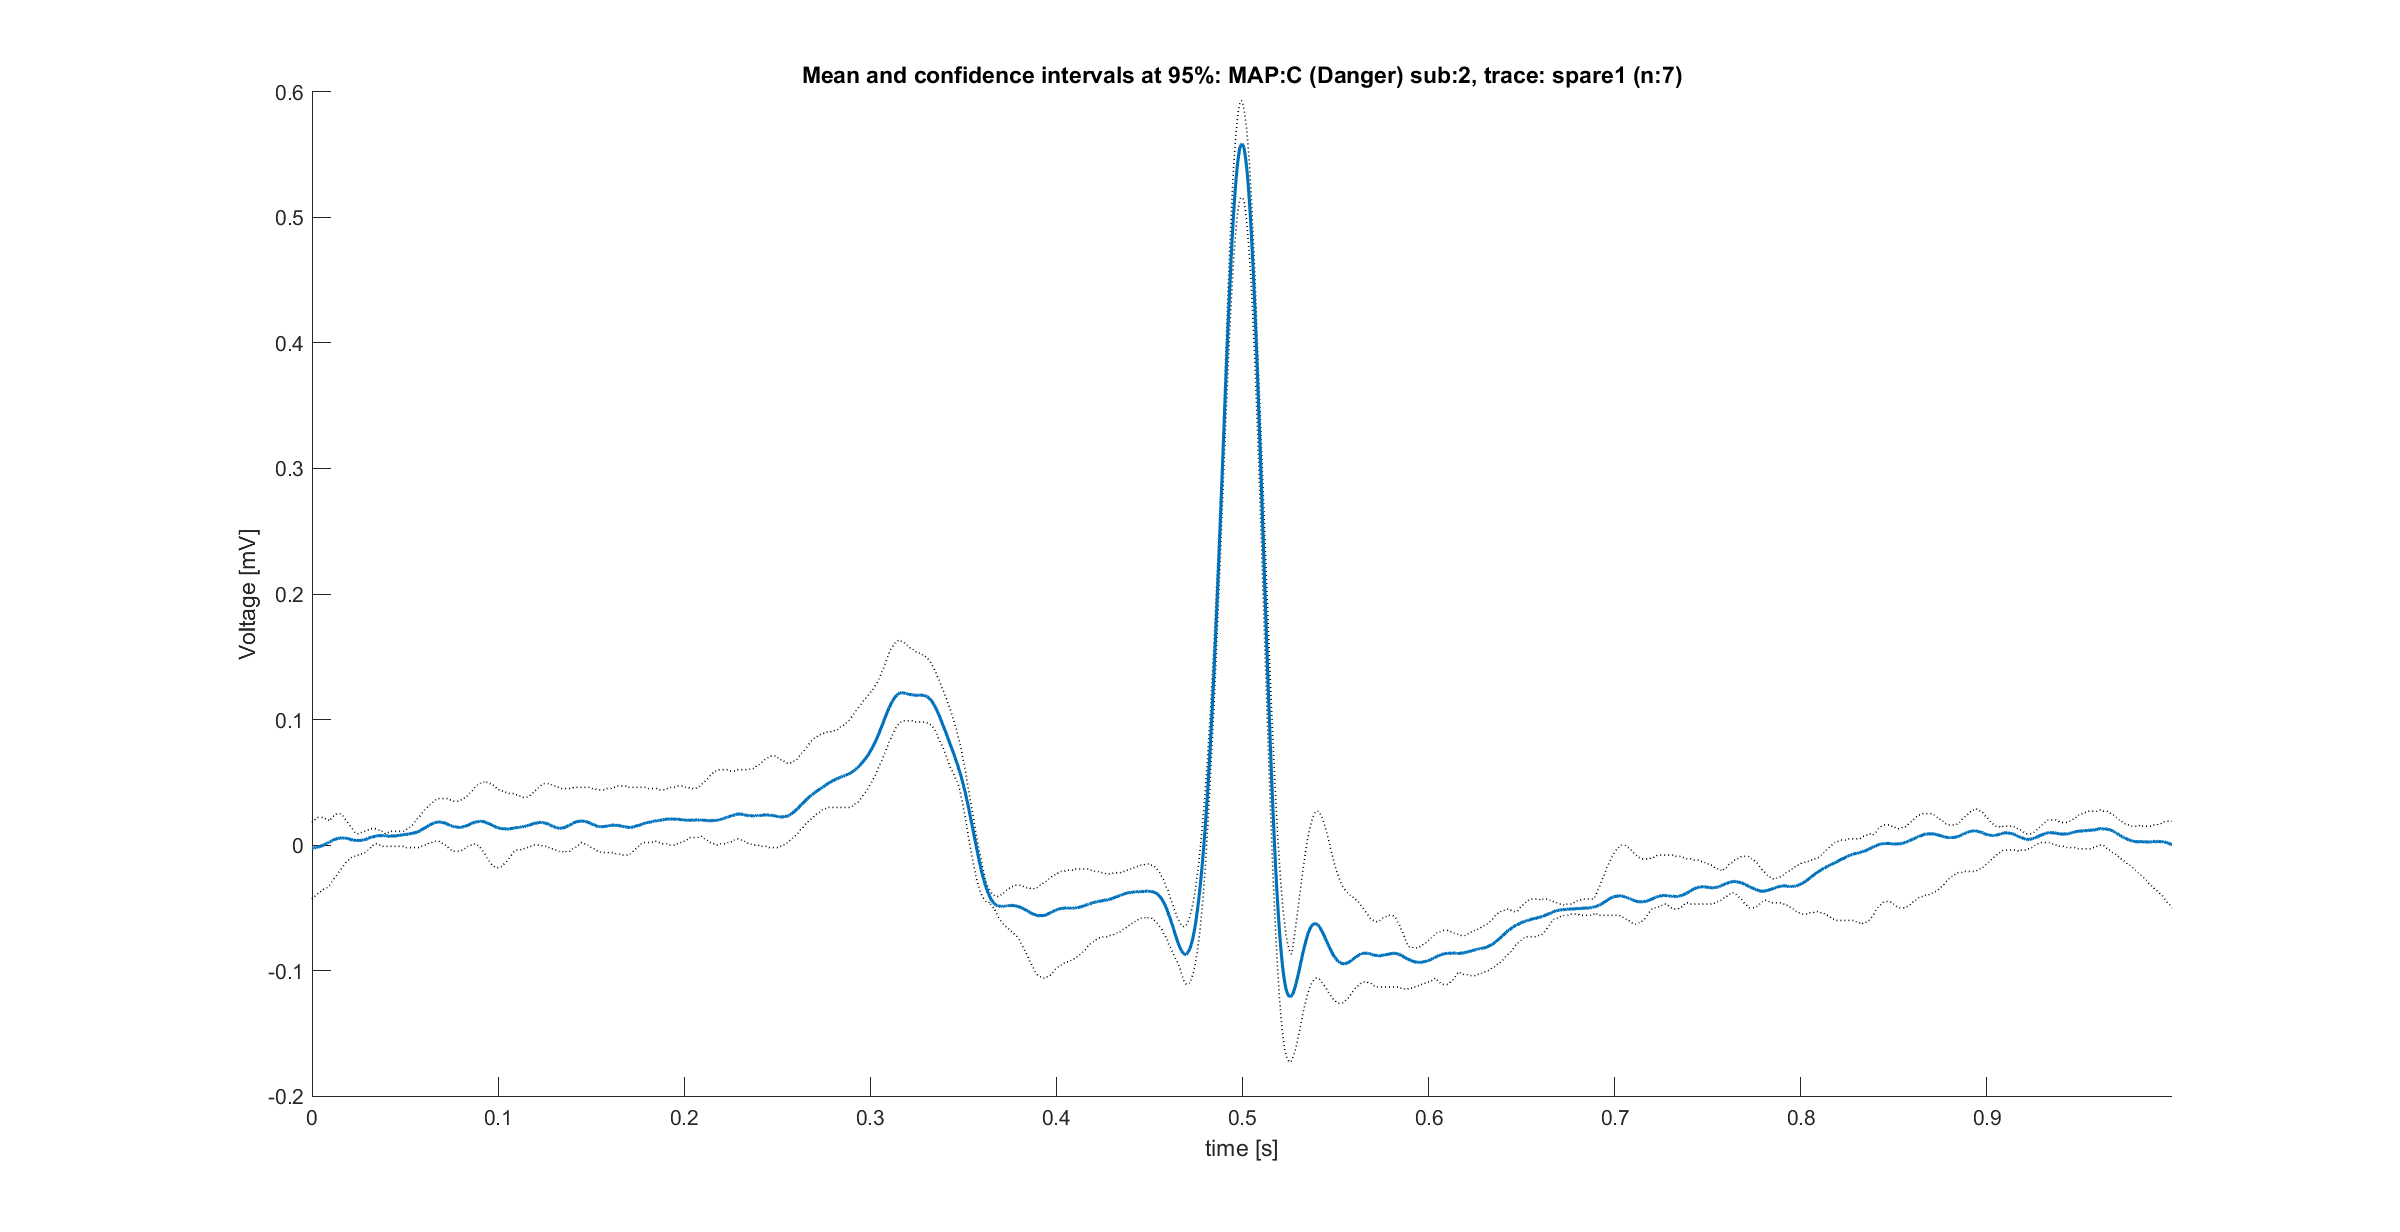 Mean and confidence intervals at 95%: MAP:C (Danger) sub:2, trace: spare1 (n:7)
0.6
0.5
0.4
0.3
0.2
0.1
0
-0.1
-0.2
Voltage [mV]
0 0.1 0.2 0.3 0.4 0.5 0.6 0.7 0.8 0.9
time [s]